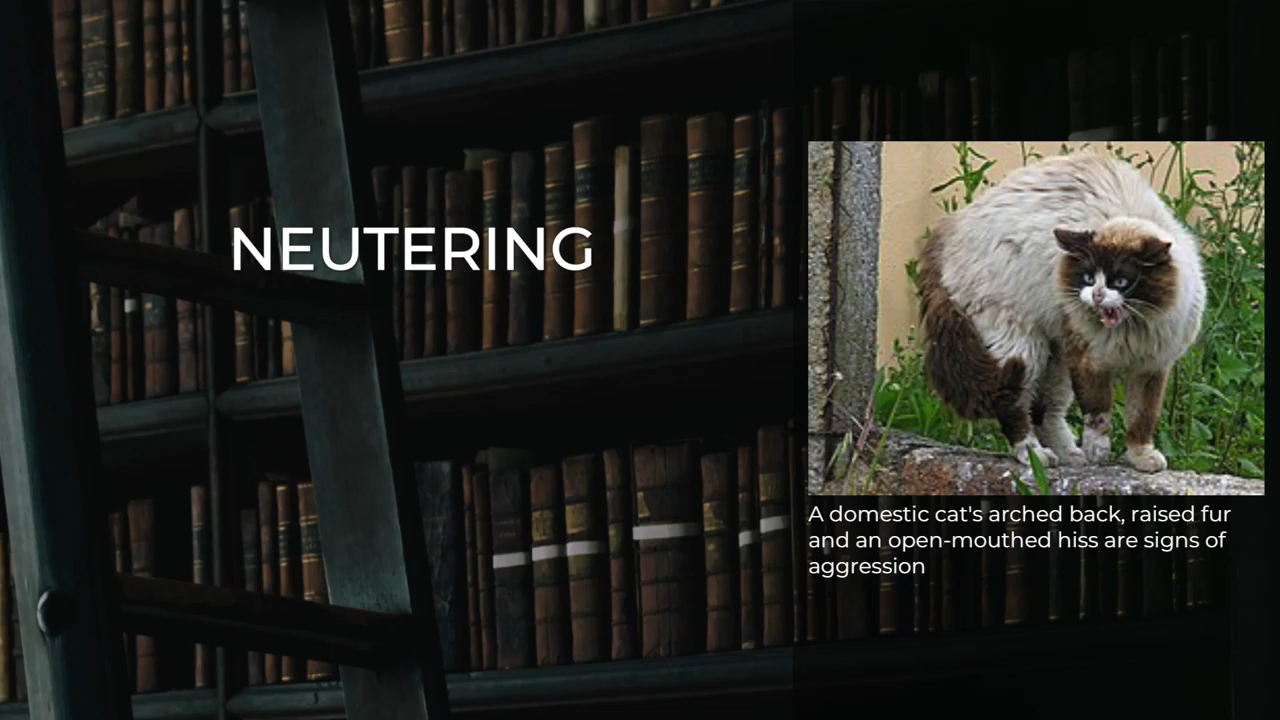 NEUTERING
A domestic cat's arched back, raised fur
and an open-mouthed hiss are signs of
aggression